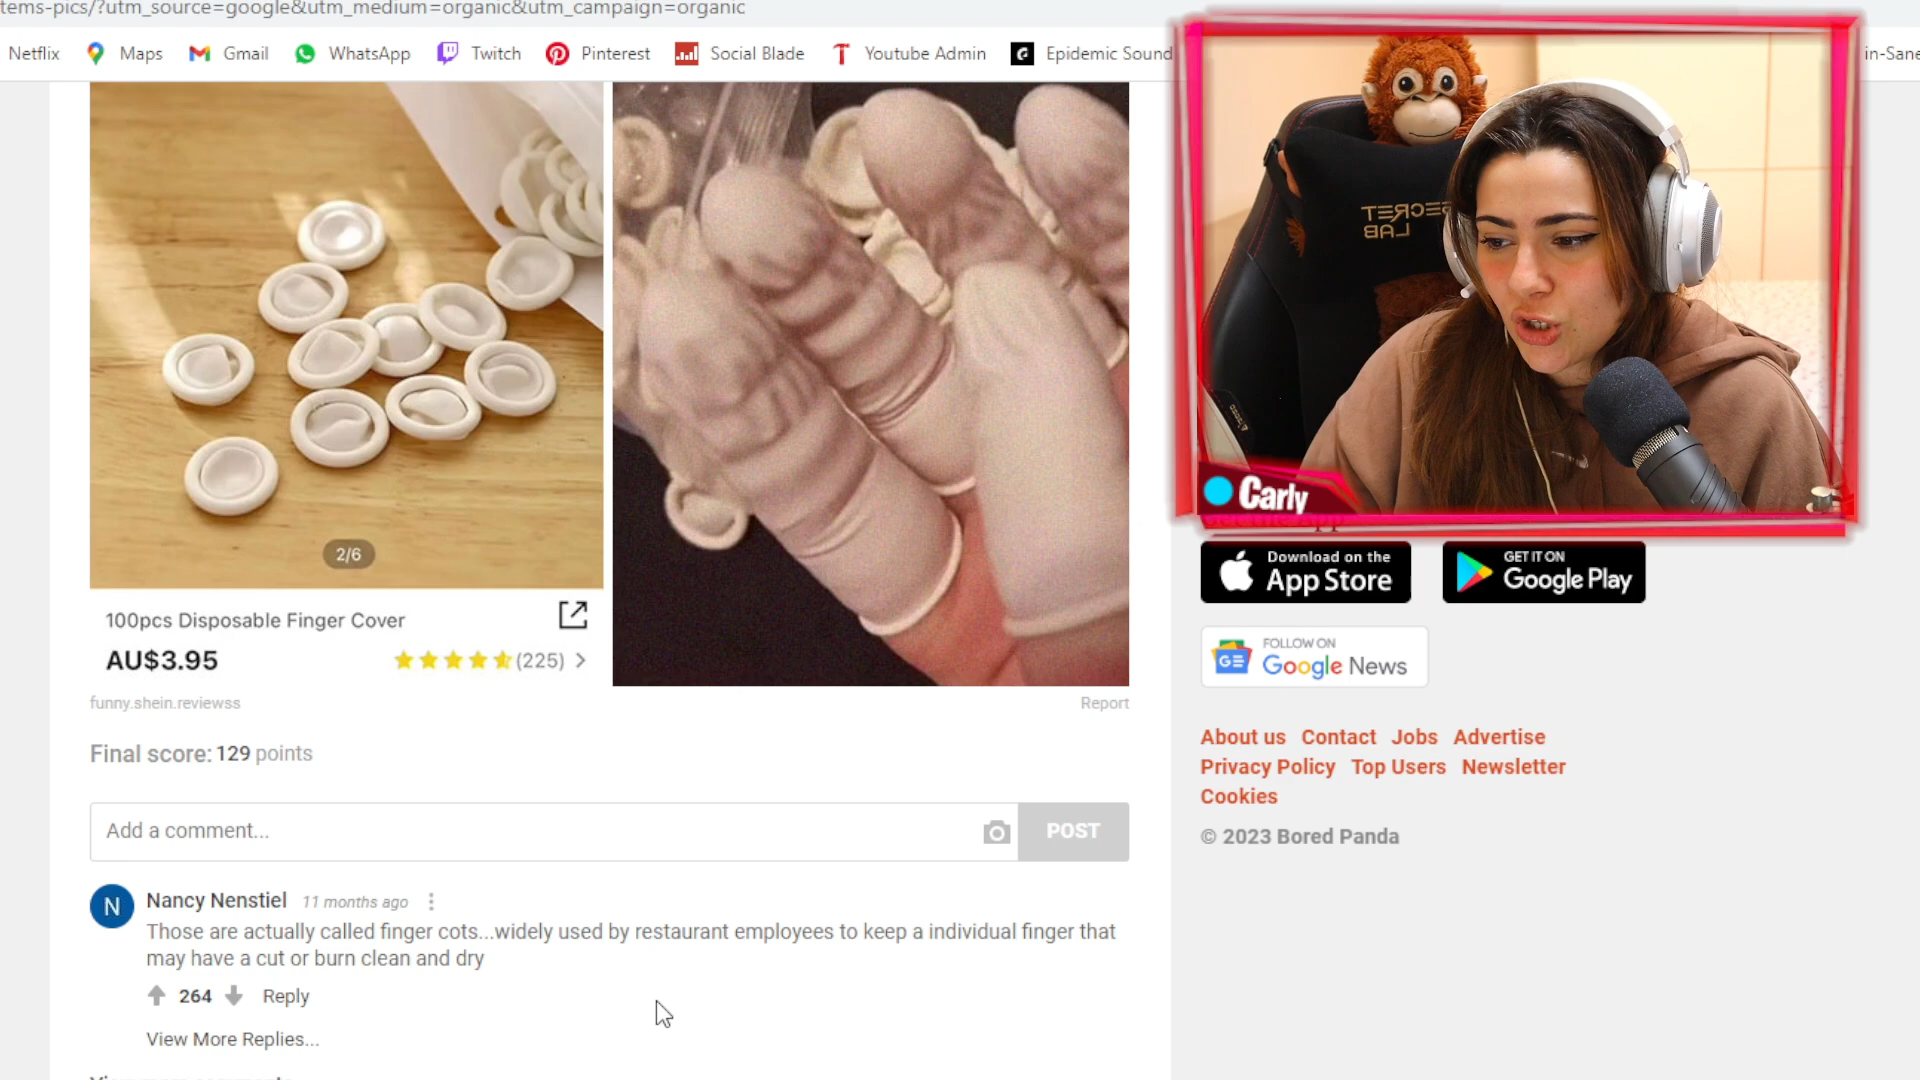 tems-pics/?utm_source=google&utm_medium=organic&utm_campaign=organic
Netflix Maps Gmail WhatsApp Twitch Pinterest Social Blade Youtube Admin Epidemic Sound in-Sane
SECRET
LAB
Carly
2/6
100pcs Disposable Finger Cover
AU$3.95 (225)
funny.shein.reviewss Report
Final score: 129 points
Add a comment... POST
N Nancy Nenstiel 11 months ago
Those are actually called finger cots...widely used by restaurant employees to keep a individual finger that
may have a cut or burn clean and dry
264 Reply
View More Replies...
Download on the
App Store
GET IT ON
Google Play
FOLLOW ON
GE Google News
About us Contact Jobs Advertise
Privacy Policy Top Users Newsletter
Cookies
© 2023 Bored Panda